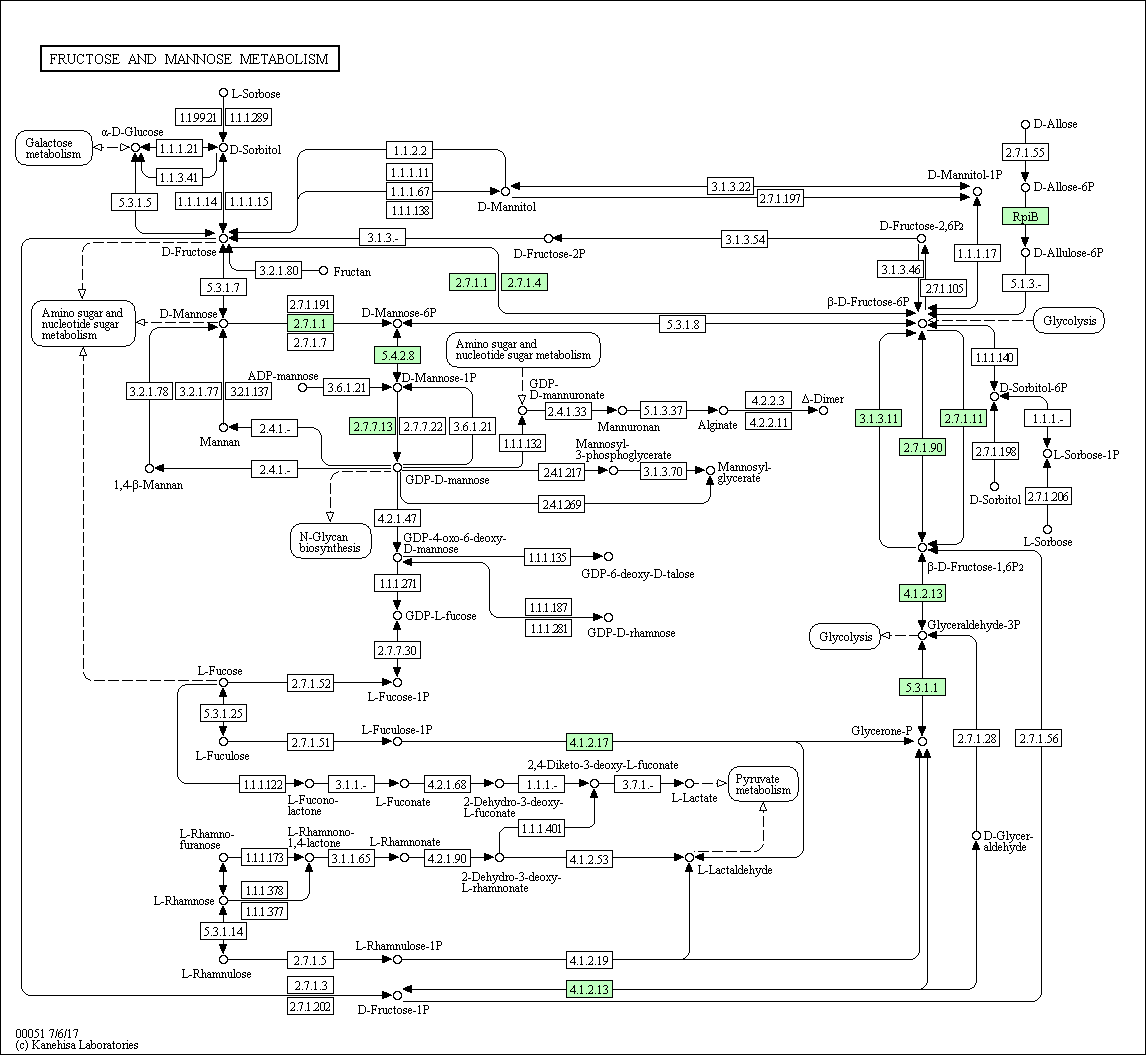 FRUCTOSE AND MANNOSE METABOLISM
L-Sorbose
1.1.99.21
1.1.1.289
Galactose
metabolism
α-D-Glucose
1.1.1.21
D-Sorbitol
1.1.3.41
5.3.1.5
1.1.1.14
1.1.1.15
1.1.2.2
1.1.1.11
1.1.1.67
1.1.1.138
D-Mannitol
3.1.3.22
2.7.1.197
D-Mannitol-1P
D-Allose
2.7.1.55
D-Allose-6P
RpiB
D-Allulose-6P
5.1.3.-
D-Fructose
3.1.3.-
D-Fructose-2P
3.1.3.54
D-Fructose-2,6P2
1.1.1.17
3.2.1.80
Fructan
5.3.1.7
2.7.1.1
2.7.1.4
3.1.3.46
2.7.1.105
β-D-Fructose-6P
Amino sugar and
nucleotide sugar
metabolism
D-Mannose
2.7.1.191
2.7.1.1
2.7.1.7
D-Mannose-6P
5.3.1.8
Glycolysis
5.4.2.8
Amino sugar and
nucleotide sugar metabolism
1.1.1.140
3.2.1.78
3.2.1.77
3.2.1.137
ADP-mannose
3.6.1.21
D-Mannose-1P
GDP-
D-mannuronate
2.4.1.33
Mannuronan
5.1.3.37
Alginate
4.2.2.3
4.2.2.11
Δ-Dimer
D-Sorbitol-6P
1.1.1.-
Mannan
2.4.1.-
2.7.7.13
2.7.7.22
3.6.1.21
1.1.1.132
3.1.3.11
2.7.1.90
2.7.1.11
2.7.1.198
L-Sorbose-1P
1,4-β-Mannan
2.4.1.-
GDP-D-mannose
Mannosyl-
3-phosphoglycerate
2.4.1.217
3.1.3.70
Mannosyl-
glycerate
2.4.1.269
D-Sorbitol
2.7.1.206
L-Sorbose
N-Glycan
biosynthesis
4.2.1.47
GDP-4-oxo-6-deoxy-
D-mannose
1.1.1.135
GDP-6-deoxy-D-talose
β-D-Fructose-1,6P2
1.1.1.271
4.1.2.13
GDP-L-fucose
1.1.1.187
1.1.1.281
GDP-D-rhamnose
Glycolysis
Glyceraldehyde-3P
2.7.7.30
L-Fucose
2.7.1.52
L-Fucose-1P
5.3.1.1
5.3.1.25
L-Fuculose
2.7.1.51
L-Fuculose-1P
4.1.2.17
Glycerone-P
2.7.1.28
2.7.1.56
1.1.1.122
L-Fucono-
lactone
3.1.1.-
L-Fuconate
4.2.1.68
2-Dehydro-3-deoxy-
L-fuconate
1.1.1.-
2,4-Diketo-3-deoxy-L-fuconate
3.7.1.-
L-Lactate
Pyruvate
metabolism
1.1.1.401
L-Rhamno-
furanose
1.1.1.173
L-Rhamnono-
1,4-lactone
3.1.1.65
L-Rhamnonate
4.2.1.90
2-Dehydro-3-deoxy-
L-rhamnonate
4.1.2.53
L-Lactaldehyde
D-Glycer-
aldehyde
L-Rhamnose
1.1.1.378
1.1.1.377
5.3.1.14
L-Rhamnulose
2.7.1.5
L-Rhamnulose-1P
4.1.2.19
2.7.1.3
2.7.1.202
D-Fructose-1P
4.1.2.13
00051 7/6/17
(c) Kanehisa Laboratories